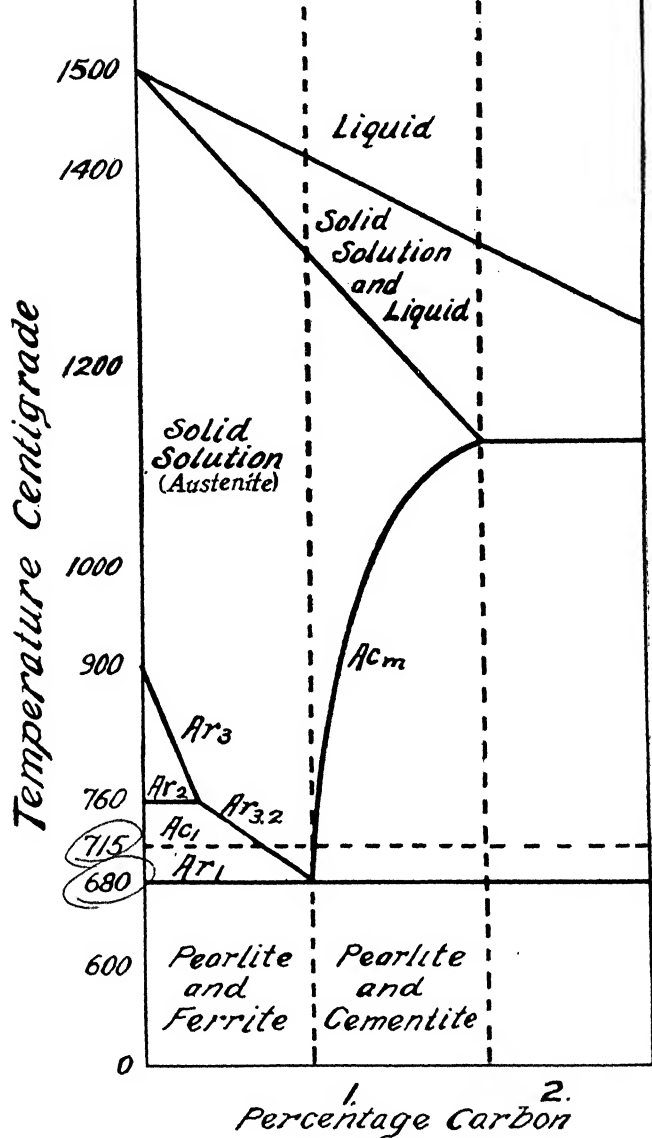 1500
Liquid
1400
Solid
Solution
and
Liquid
1200
Solid
Solution
(Austenite)
1000
Acm
900
Ar3
760
Ar2
Ar3.2
Ac1
715
Ar1
680
600
Pearlite
and
Ferrite
Pearlite
and
Cementite
0
1.
2.
Percentage Carbon
Temperature Centigrade